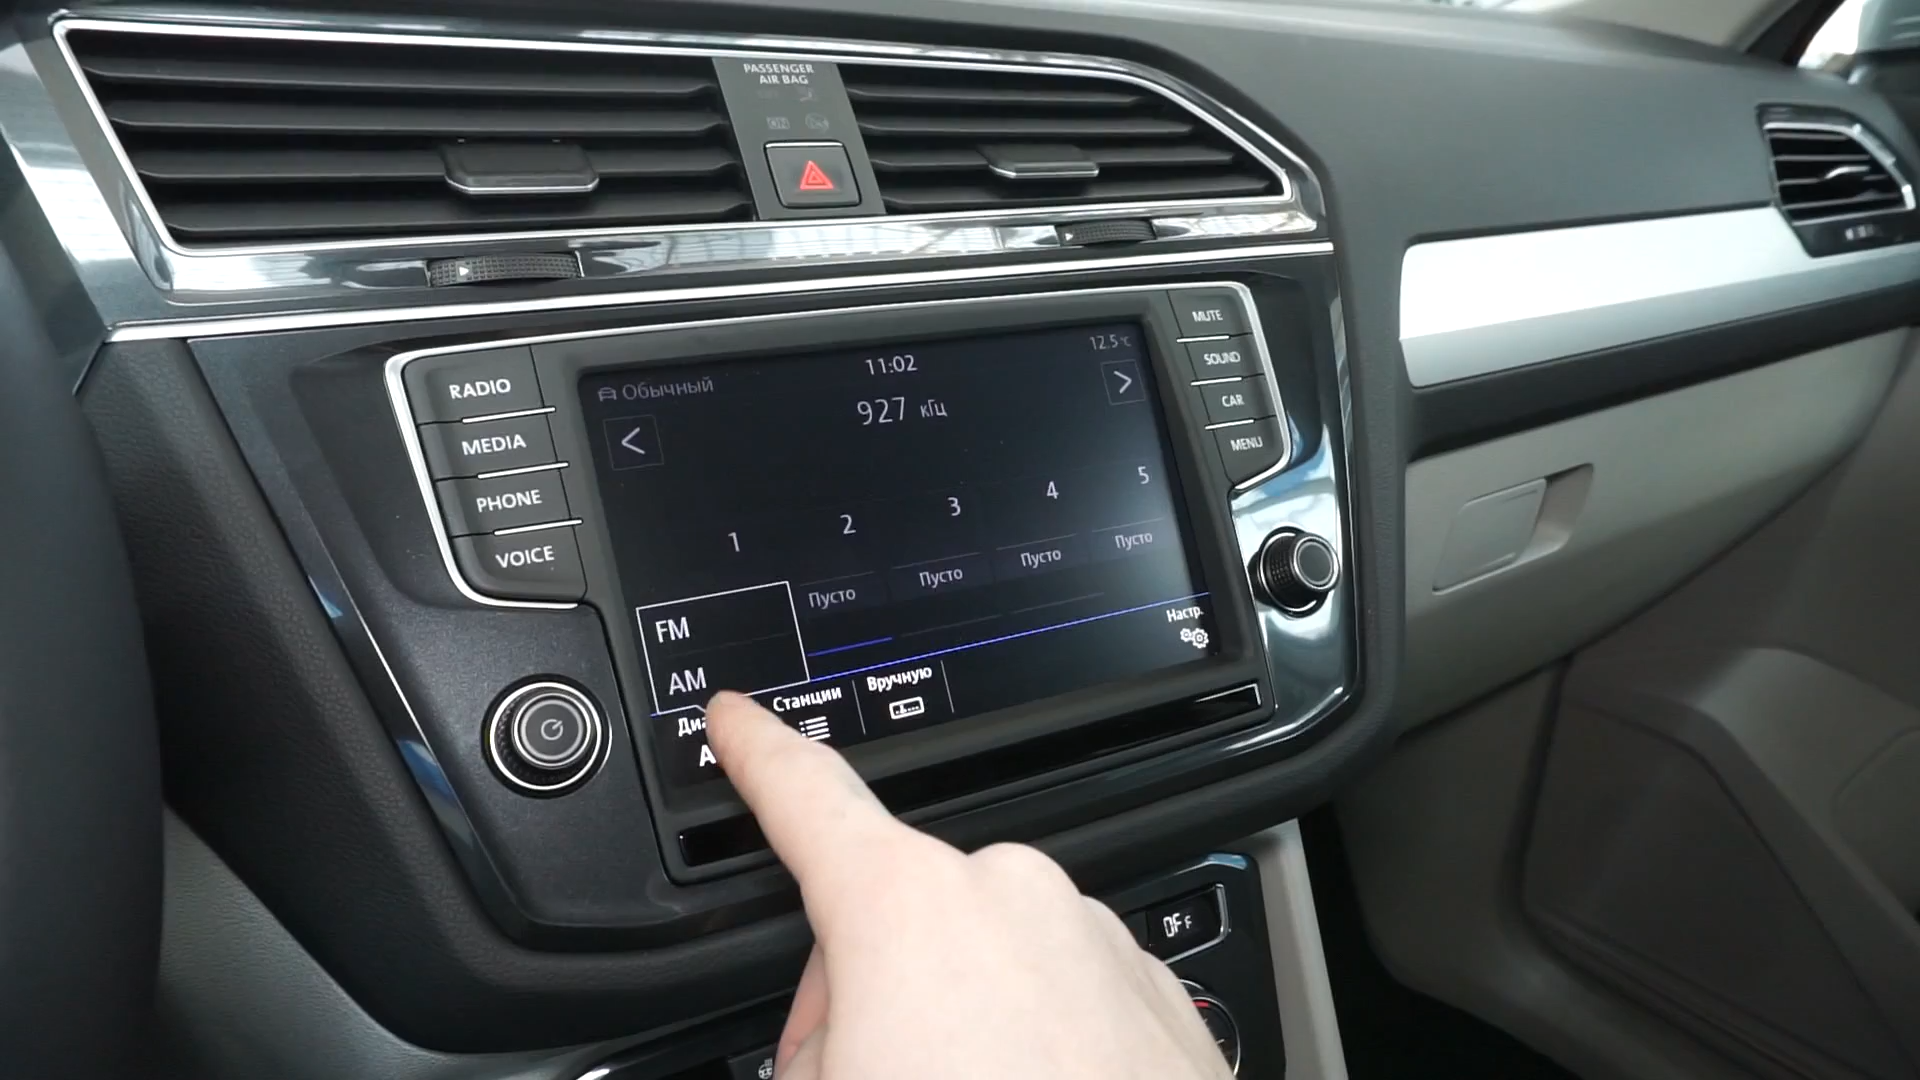 PASSENGER
AIR BAG
ON
RADIO
MEDIA
PHONE
VOICE
MUTE
SOUND
CAR
MENU
Обычный
11:02
12.5°C
927 кГц
1
2
3
4
5
Пусто
Пусто
Пусто
Пусто
FM
AM
Станции
Вручную
Настр.
OFF